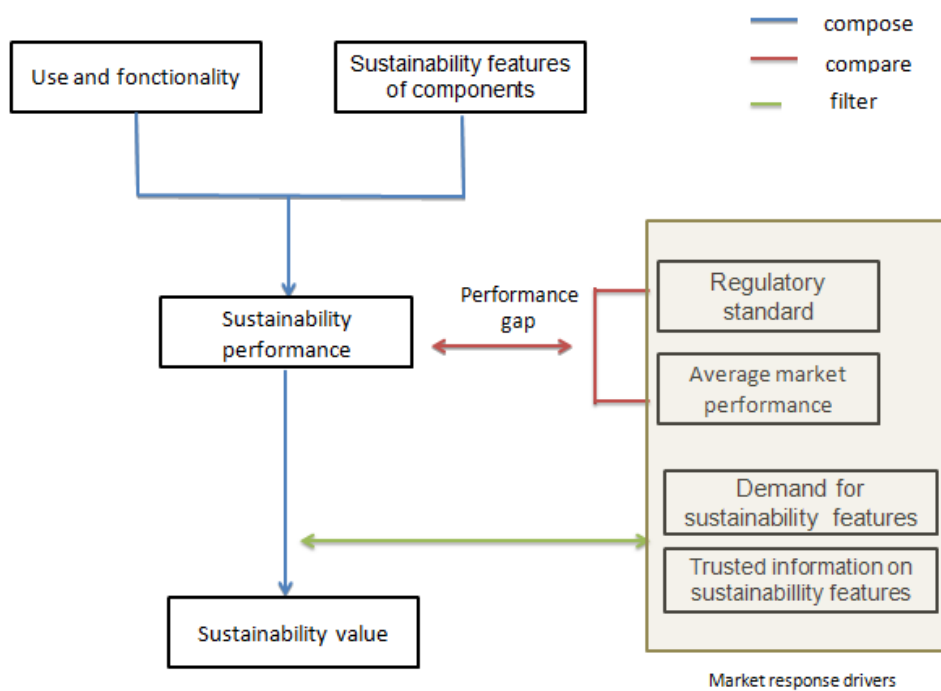 compose
compare
filter
Use and fonctionality
Sustainability features
of components
Sustainability
performance
Performance
gap
Regulatory
standard
Average market
performance
Demand for
sustainability features
Trusted information on
sustainabillity features
Sustainability value
Market response drivers